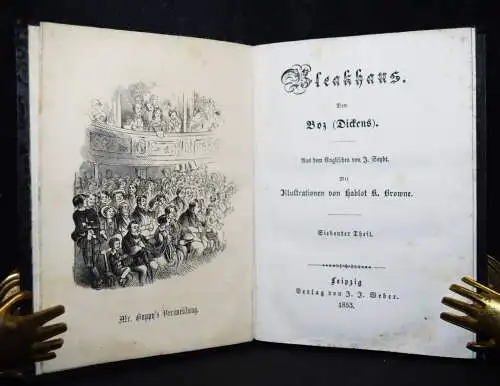 Mr. Guppy's Verzweiflung.
Bleakhaus.
Von
Boz (Dickens).
Aus dem Englischen von J. Seybt.
Mit
Illustrationen von Hablot K. Browne.
Siebenter Theil.
Leipzig
Verlag von J. J. Weber.
1853.